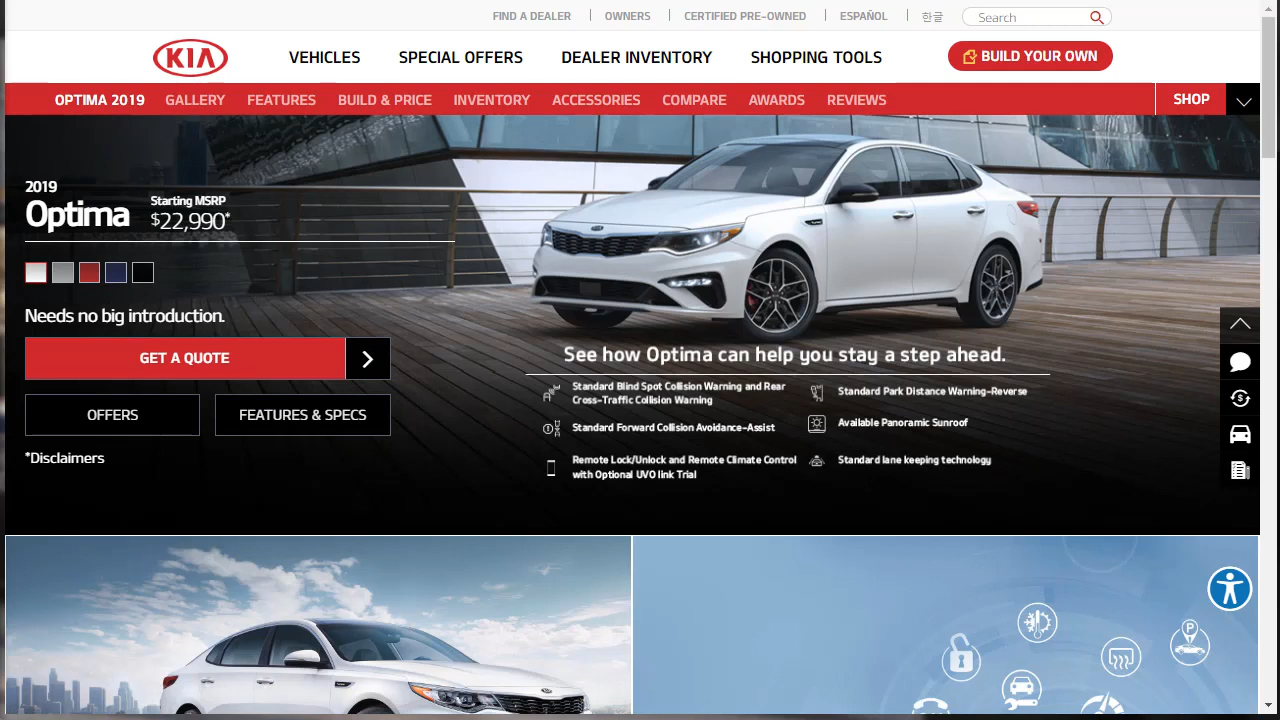 FIND A DEALER
OWNERS
CERTIFIED PRE-OWNED
ESPAÑOL
한글
Search
KIA
VEHICLES
SPECIAL OFFERS
DEALER INVENTORY
SHOPPING TOOLS
BUILD YOUR OWN
OPTIMA 2019
GALLERY
FEATURES
BUILD & PRICE
INVENTORY
ACCESSORIES
COMPARE
AWARDS
REVIEWS
SHOP
2019
Optima
Starting MSRP
$22,990*
Needs no big introduction.
GET A QUOTE
OFFERS
FEATURES & SPECS
*Disclaimers
See how Optima can help you stay a step ahead.
Standard Blind Spot Collision Warning and Rear
Cross-Traffic Collision Warning
Standard Forward Collision Avoidance-Assist
Remote Lock/Unlock and Remote Climate Control
with Optional UVO link Trial
Standard Park Distance Warning-Reverse
Available Panoramic Sunroof
Standard lane keeping technology
P